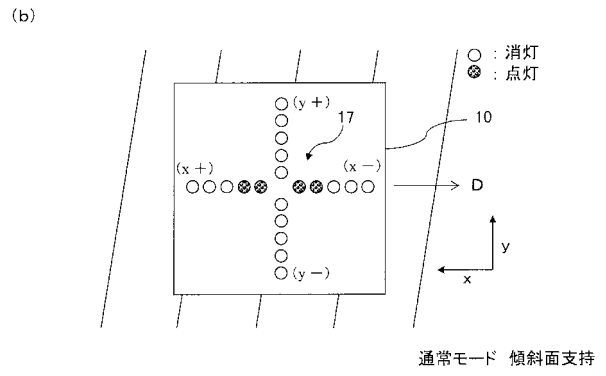 (b)
○ : 消灯
: 点灯
(y+)
17
10
(x+)
(x−)
D
y
x
(y−)
通常モード 傾斜面支持